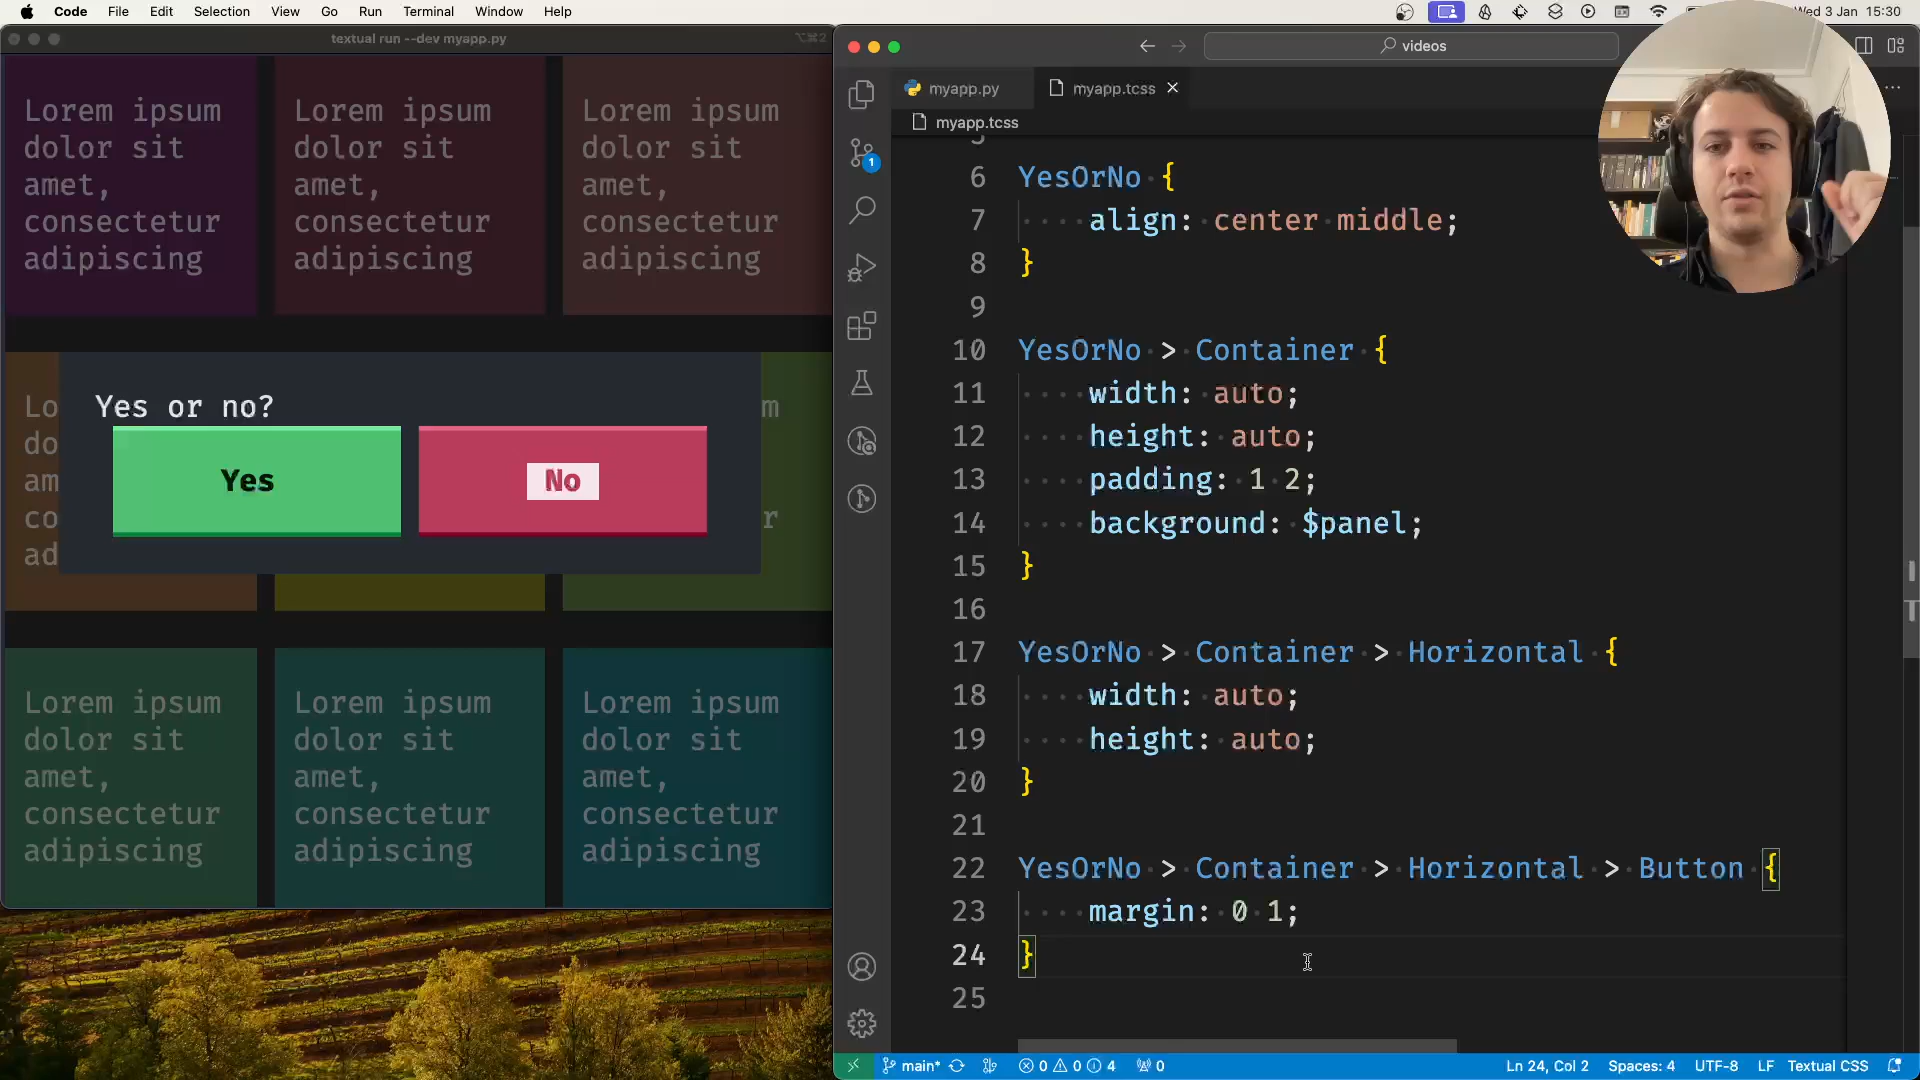 Code File Edit Selection View Go Run Terminal Window Help
Wed 3 Jan 15:30
textual run --dev myapp.py
⌥⌘2
Lorem ipsum
dolor sit
amet,
consectetur
adipiscing
Lorem ipsum
dolor sit
amet,
consectetur
adipiscing
Lorem ipsum
dolor sit
amet,
consectetur
adipiscing
Lo
do
am
co
ad
m
r
Yes or no?
Yes
No
Lorem ipsum
dolor sit
amet,
consectetur
adipiscing
Lorem ipsum
dolor sit
amet,
consectetur
adipiscing
Lorem ipsum
dolor sit
amet,
consectetur
adipiscing
videos
myapp.py
myapp.tcss
myapp.tcss
1
6 YesOrNo {
7 align: center middle;
8 }
9
10 YesOrNo > Container {
11 width: auto;
12 height: auto;
13 padding: 1 2;
14 background: $panel;
15 }
16
17 YesOrNo > Container > Horizontal {
18 width: auto;
19 height: auto;
20 }
21
22 YesOrNo > Container > Horizontal > Button {
23 margin: 0 1;
24 }
25
main* 0 0 4 0 Ln 24, Col 2 Spaces: 4 UTF-8 LF Textual CSS